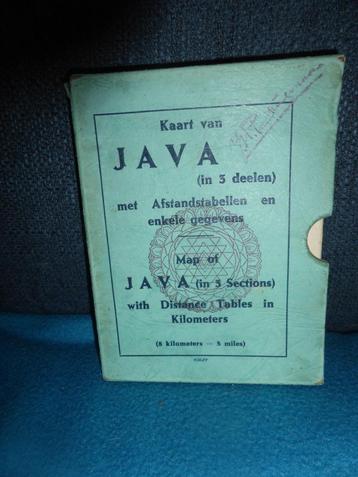 Kaart van
JAVA
(in 3 deelen)
met Afstandstabellen en
enkele gegevens
Map of
JAVA (in 3 Sections)
with Distance Tables in
Kilometers
(8 kilometers — 5 miles)